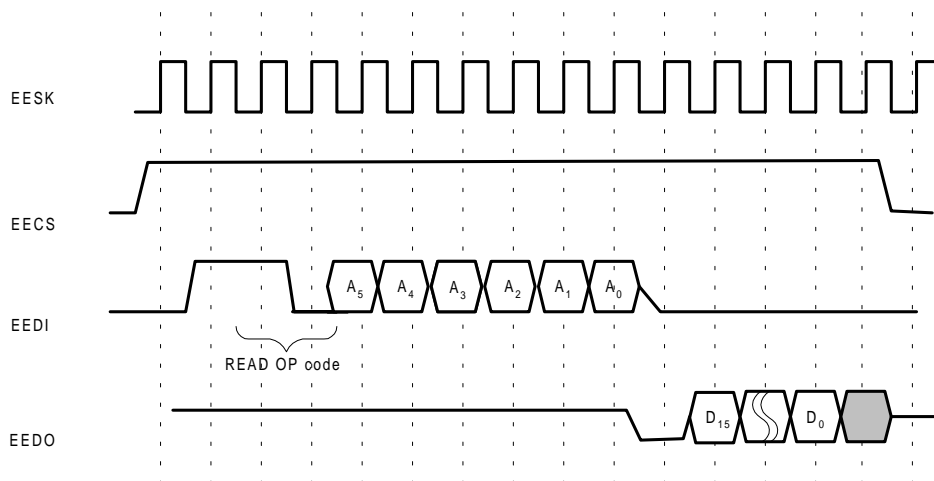 EESK
EECS
EEDI
A5 A4 A3 A2 A1 A0
READ OP oode
EEDO
D15 D0